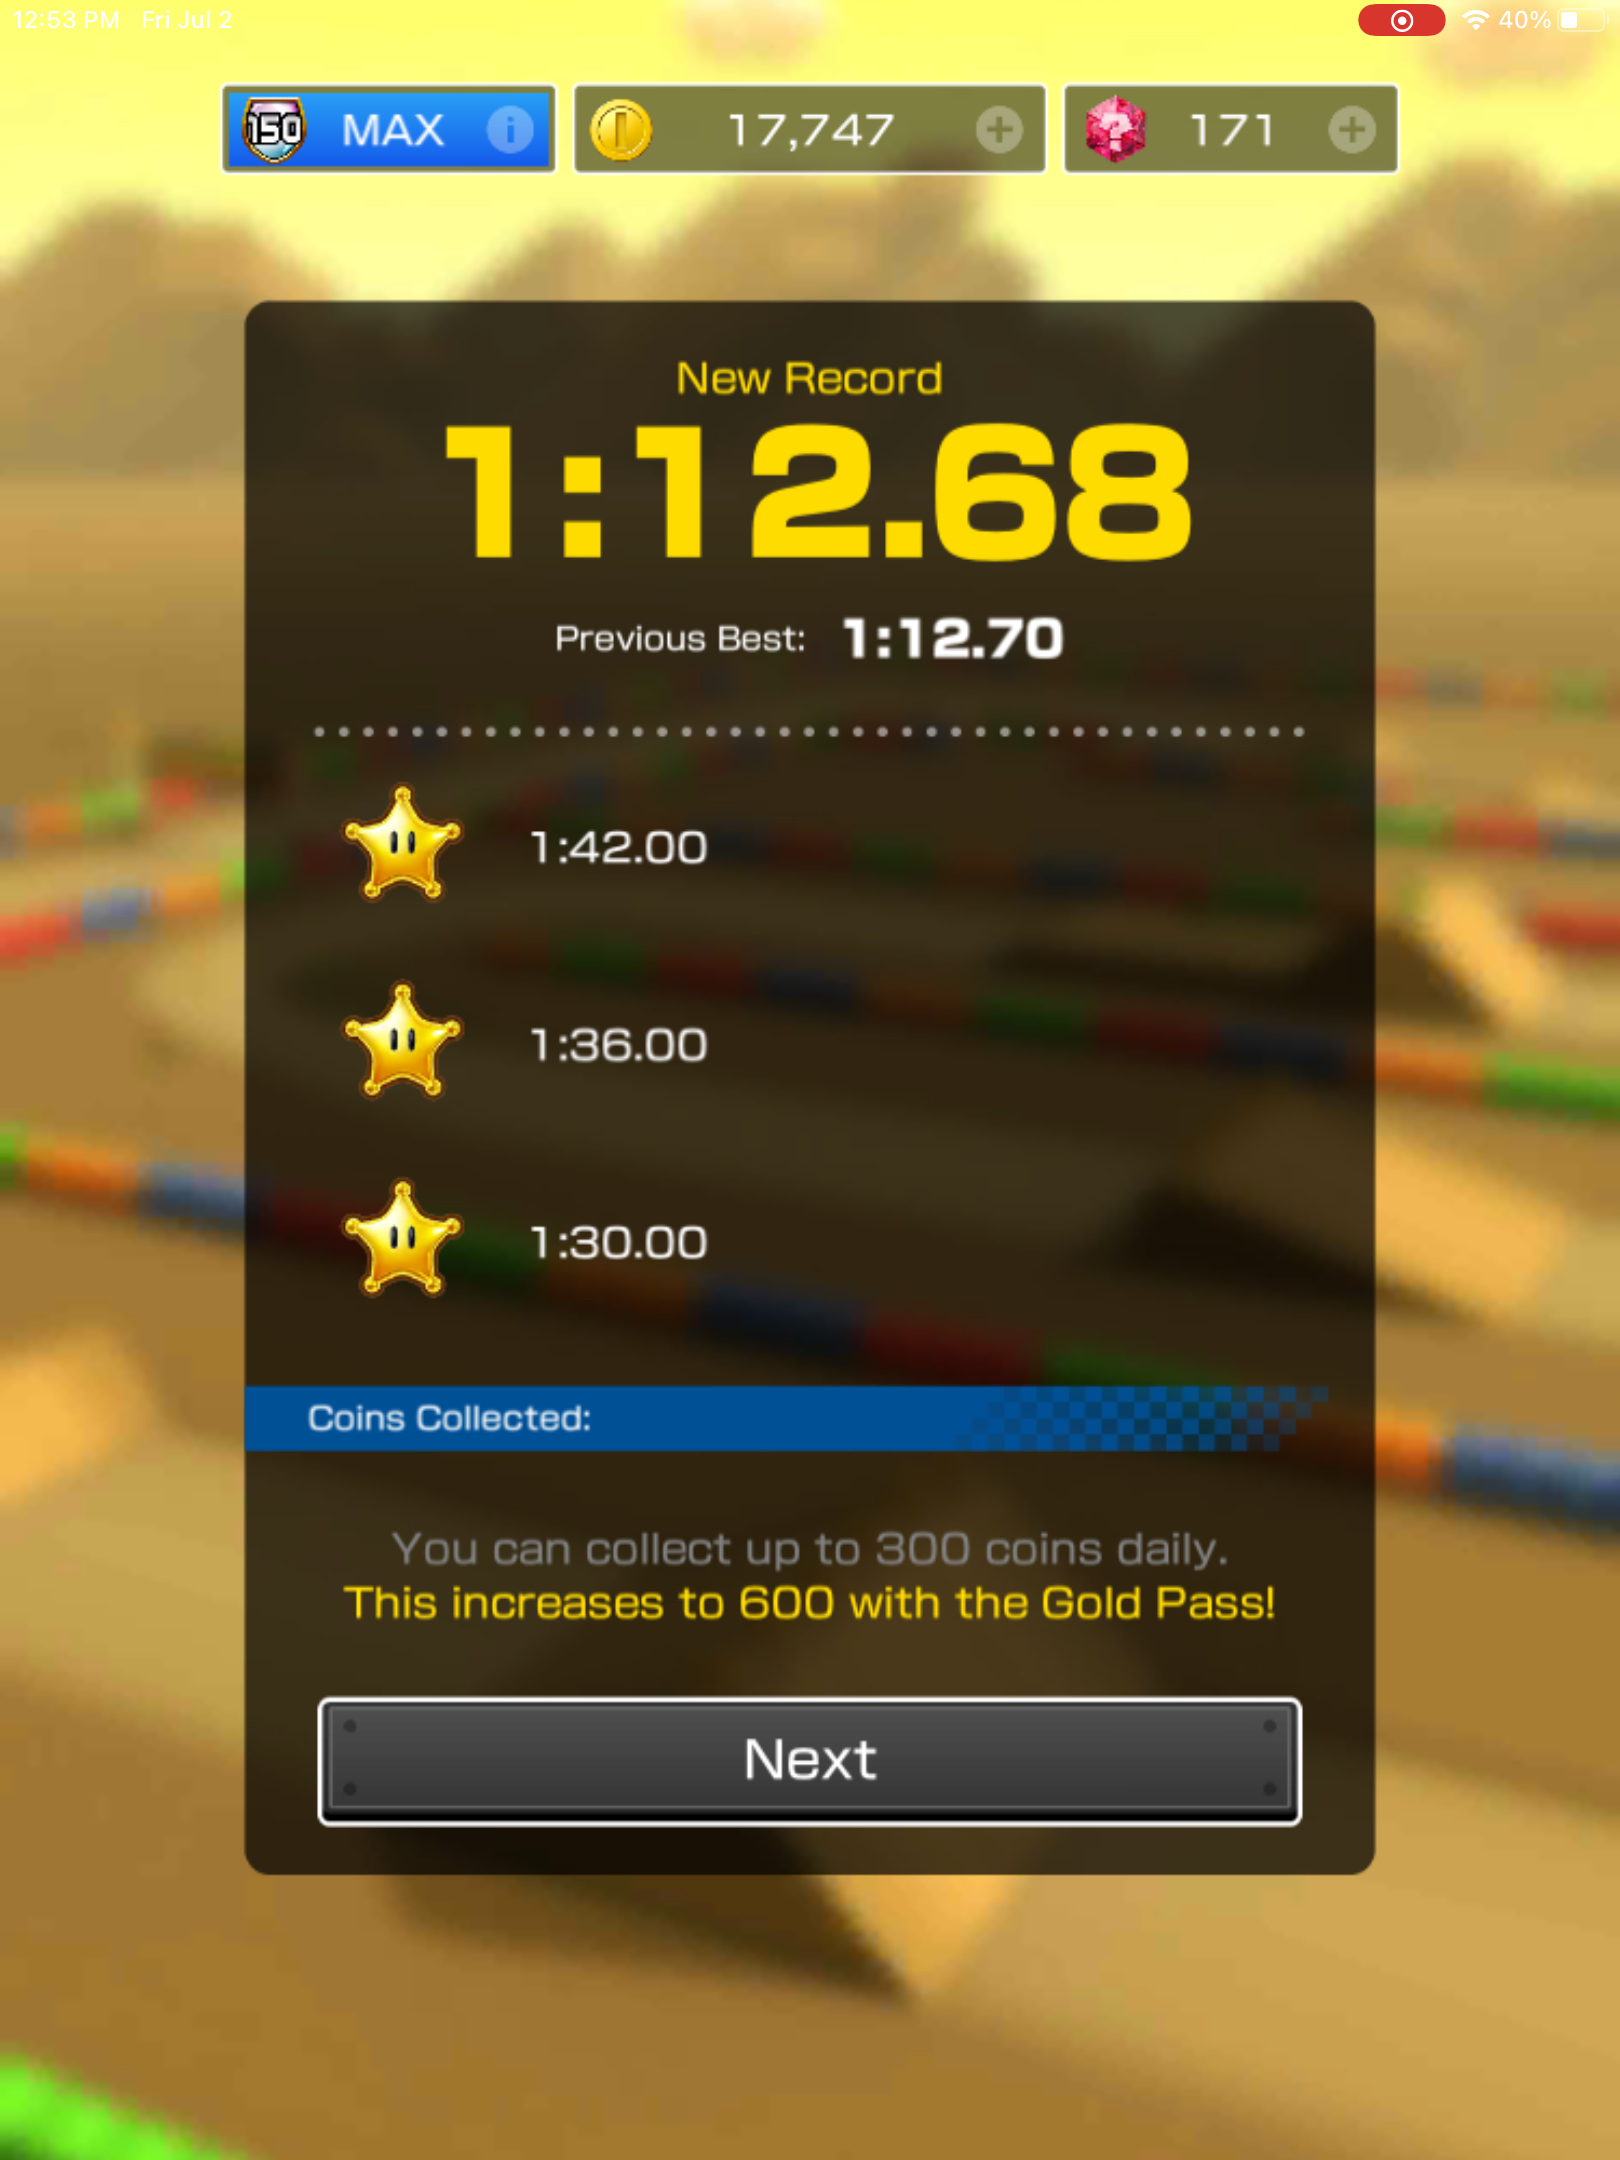 12:53 PM Fri Jul 2
40%
150 MAX i
17,747 +
? 171 +
New Record
1:12.68
Previous Best: 1:12.70
1:42.00
1:36.00
1:30.00
Coins Collected:
You can collect up to 300 coins daily.
This increases to 600 with the Gold Pass!
Next